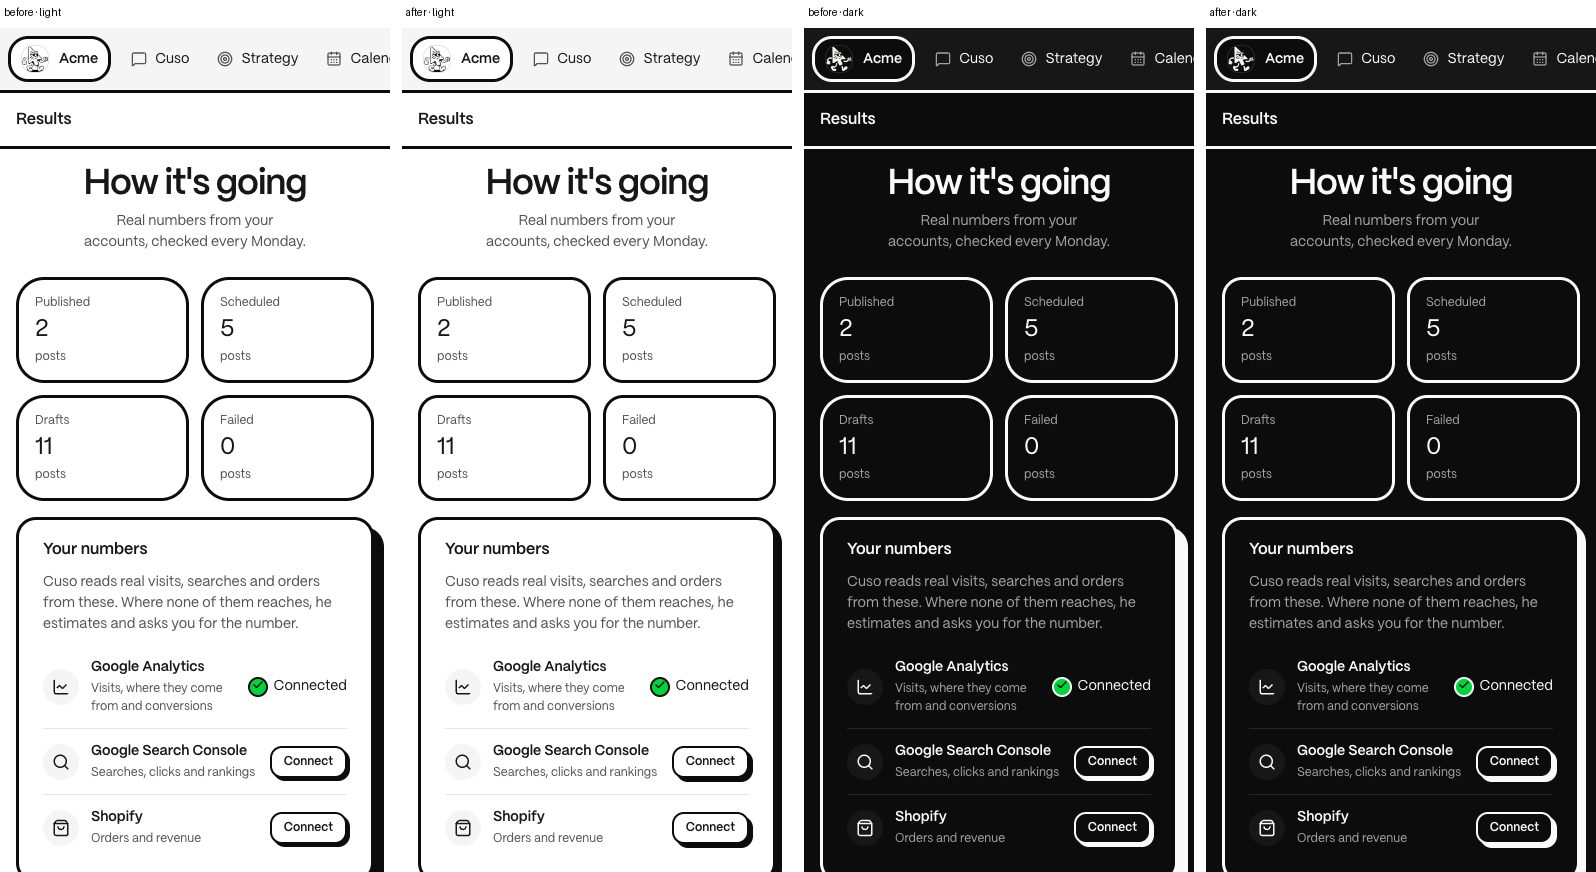 before · light
Acme
Cuso
Strategy
Calen
Results
How it's going
Real numbers from your
accounts, checked every Monday.
Published
2
posts
Scheduled
5
posts
Drafts
11
posts
Failed
0
posts
Your numbers
Cuso reads real visits, searches and orders
from these. Where none of them reaches, he
estimates and asks you for the number.
Google Analytics
Visits, where they come
from and conversions
Connected
Google Search Console
Searches, clicks and rankings
Connect
Shopify
Orders and revenue
Connect
after · light
Acme
Cuso
Strategy
Calen
Results
How it's going
Real numbers from your
accounts, checked every Monday.
Published
2
posts
Scheduled
5
posts
Drafts
11
posts
Failed
0
posts
Your numbers
Cuso reads real visits, searches and orders
from these. Where none of them reaches, he
estimates and asks you for the number.
Google Analytics
Visits, where they come
from and conversions
Connected
Google Search Console
Searches, clicks and rankings
Connect
Shopify
Orders and revenue
Connect
before · dark
Acme
Cuso
Strategy
Calen
Results
How it's going
Real numbers from your
accounts, checked every Monday.
Published
2
posts
Scheduled
5
posts
Drafts
11
posts
Failed
0
posts
Your numbers
Cuso reads real visits, searches and orders
from these. Where none of them reaches, he
estimates and asks you for the number.
Google Analytics
Visits, where they come
from and conversions
Connected
Google Search Console
Searches, clicks and rankings
Connect
Shopify
Orders and revenue
Connect
after · dark
Acme
Cuso
Strategy
Calen
Results
How it's going
Real numbers from your
accounts, checked every Monday.
Published
2
posts
Scheduled
5
posts
Drafts
11
posts
Failed
0
posts
Your numbers
Cuso reads real visits, searches and orders
from these. Where none of them reaches, he
estimates and asks you for the number.
Google Analytics
Visits, where they come
from and conversions
Connected
Google Search Console
Searches, clicks and rankings
Connect
Shopify
Orders and revenue
Connect